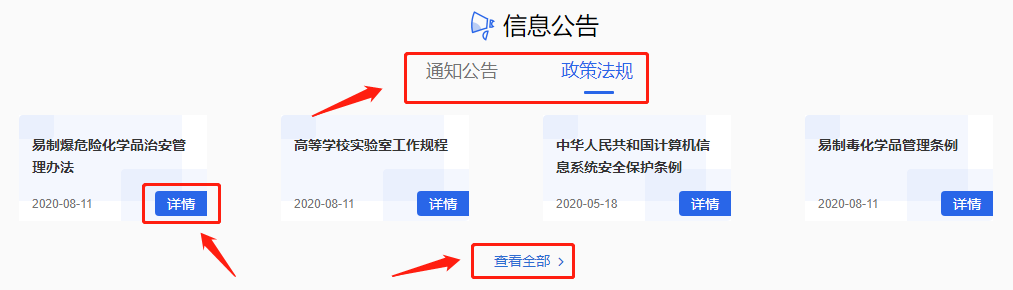 信息公告
通知公告
政策法规
易制爆危险化学品治安管
理办法
2020-08-11
详情
高等学校实验室工作规程
2020-08-11
详情
中华人民共和国计算机信
息系统安全保护条例
2020-05-18
详情
易制毒化学品管理条例
2020-08-11
详情
查看全部 >